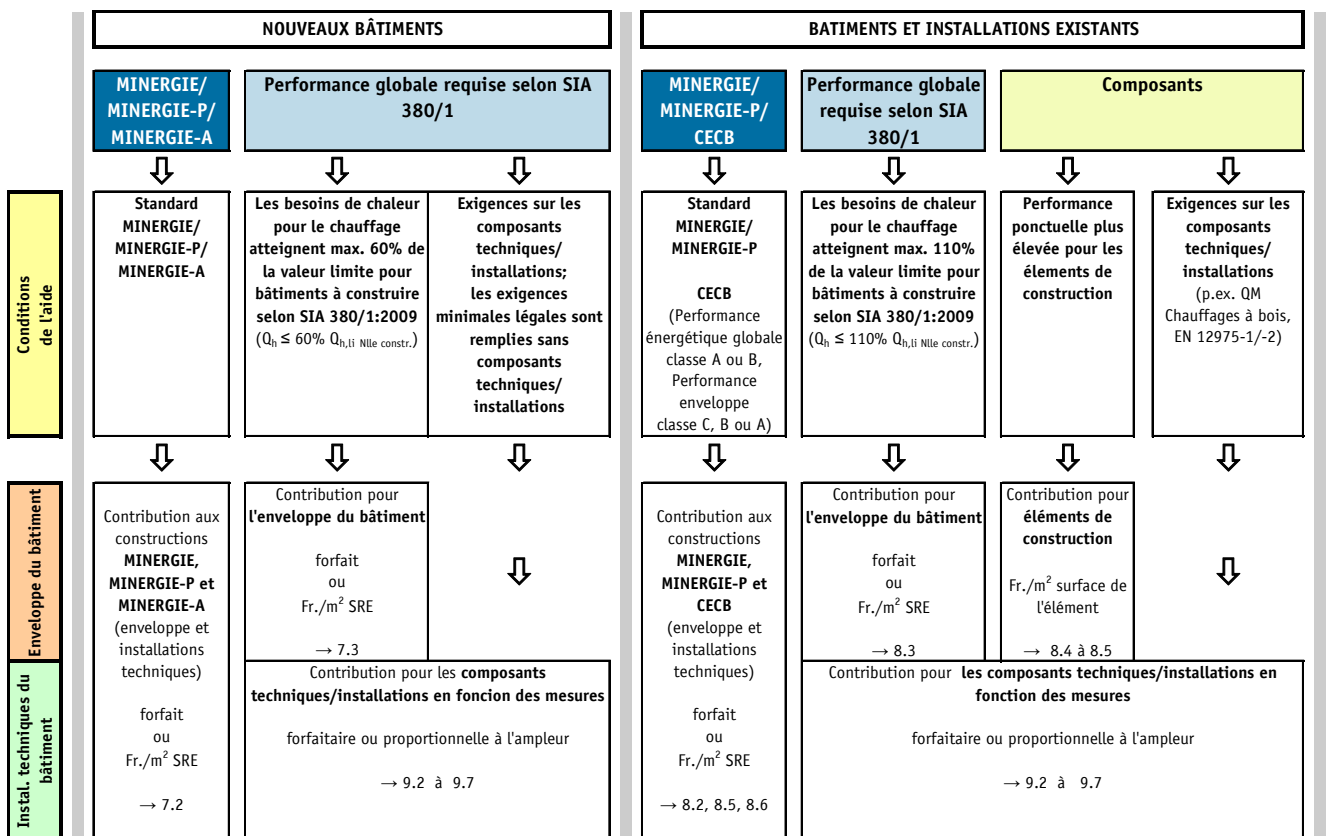 NOUVEAUX BÂTIMENTS
BATIMENTS ET INSTALLATIONS EXISTANTS
MINERGIE/
MINERGIE-P/
MINERGIE-A
Performance globale requise selon SIA
380/1
MINERGIE/
MINERGIE-P/
CECB
Performance globale
requise selon SIA
380/1
Composants
Conditions
de l'aide
Standard
MINERGIE/
MINERGIE-P/
MINERGIE-A
Les besoins de chaleur
pour le chauffage
atteignent max. 60% de
la valeur limite pour
bâtiments à construire
selon SIA 380/1:2009
(Qh ≤ 60% Qh,li Nlle constr.)
Exigences sur les
composants
techniques/
installations;
les exigences
minimales légales sont
remplies sans
composants
techniques/
installations
Standard
MINERGIE/
MINERGIE-P
CECB
(Performance
énergétique globale
classe A ou B,
Performance
enveloppe
classe C, B ou A)
Les besoins de chaleur
pour le chauffage
atteignent max. 110%
de la valeur limite pour
bâtiments à construire
selon SIA 380/1:2009
(Qh ≤ 110% Qh,li Nlle constr.)
Performance
ponctuelle plus
élevée pour les
élements de
construction
Exigences sur les
composants
techniques/
installations
(p.ex. QM
Chauffages à bois,
EN 12975-1/-2)
Enveloppe du bâtiment
Instal. techniques du
bâtiment
Contribution aux
constructions
MINERGIE,
MINERGIE-P et
MINERGIE-A
(enveloppe et
installations
techniques)
forfait
ou
Fr./m² SRE
→ 7.2
Contribution pour
l'enveloppe du bâtiment
forfait
ou
Fr./m² SRE
→ 7.3
Contribution pour les composants
techniques/installations en foncion des mesures
forfaitaire ou proportionnelle à l'ampleur
→ 9.2 à 9.7
Contribution aux
constructions
MINERGIE,
MINERGIE-P et
CECB
(enveloppe et
installations
techniques)
forfait
ou
Fr./m² SRE
→ 8.2, 8.5, 8.6
Contribution pour
l'enveloppe du bâtiment
forfait
ou
Fr./m² SRE
→ 8.3
Contribution pour
éléments de
construction
Fr./m² surface de
l'élément
→ 8.4 à 8.5
Contribution pour les composants techniques/installations en
fonction des mesures
forfaitaire ou proportionnelle à l'ampleur
→ 9.2 à 9.7